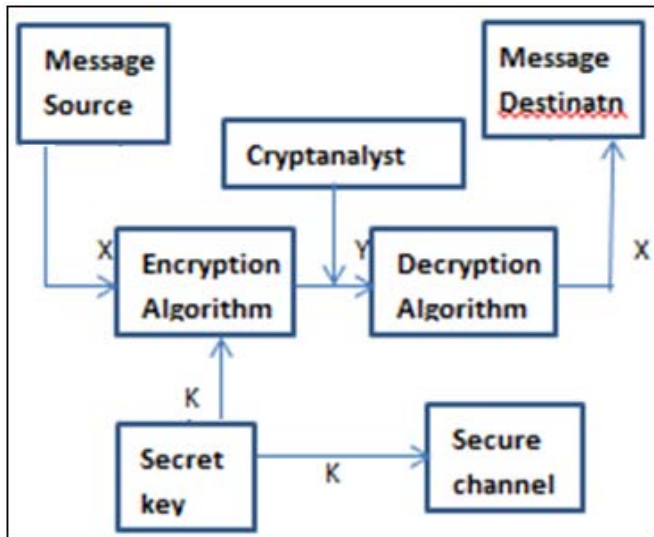 Message
Source
Message
Destinatn
Cryptanalyst
X
Encryption
Algorithm
Y
Decryption
Algorithm
X
K
Secret
key
K
Secure
channel